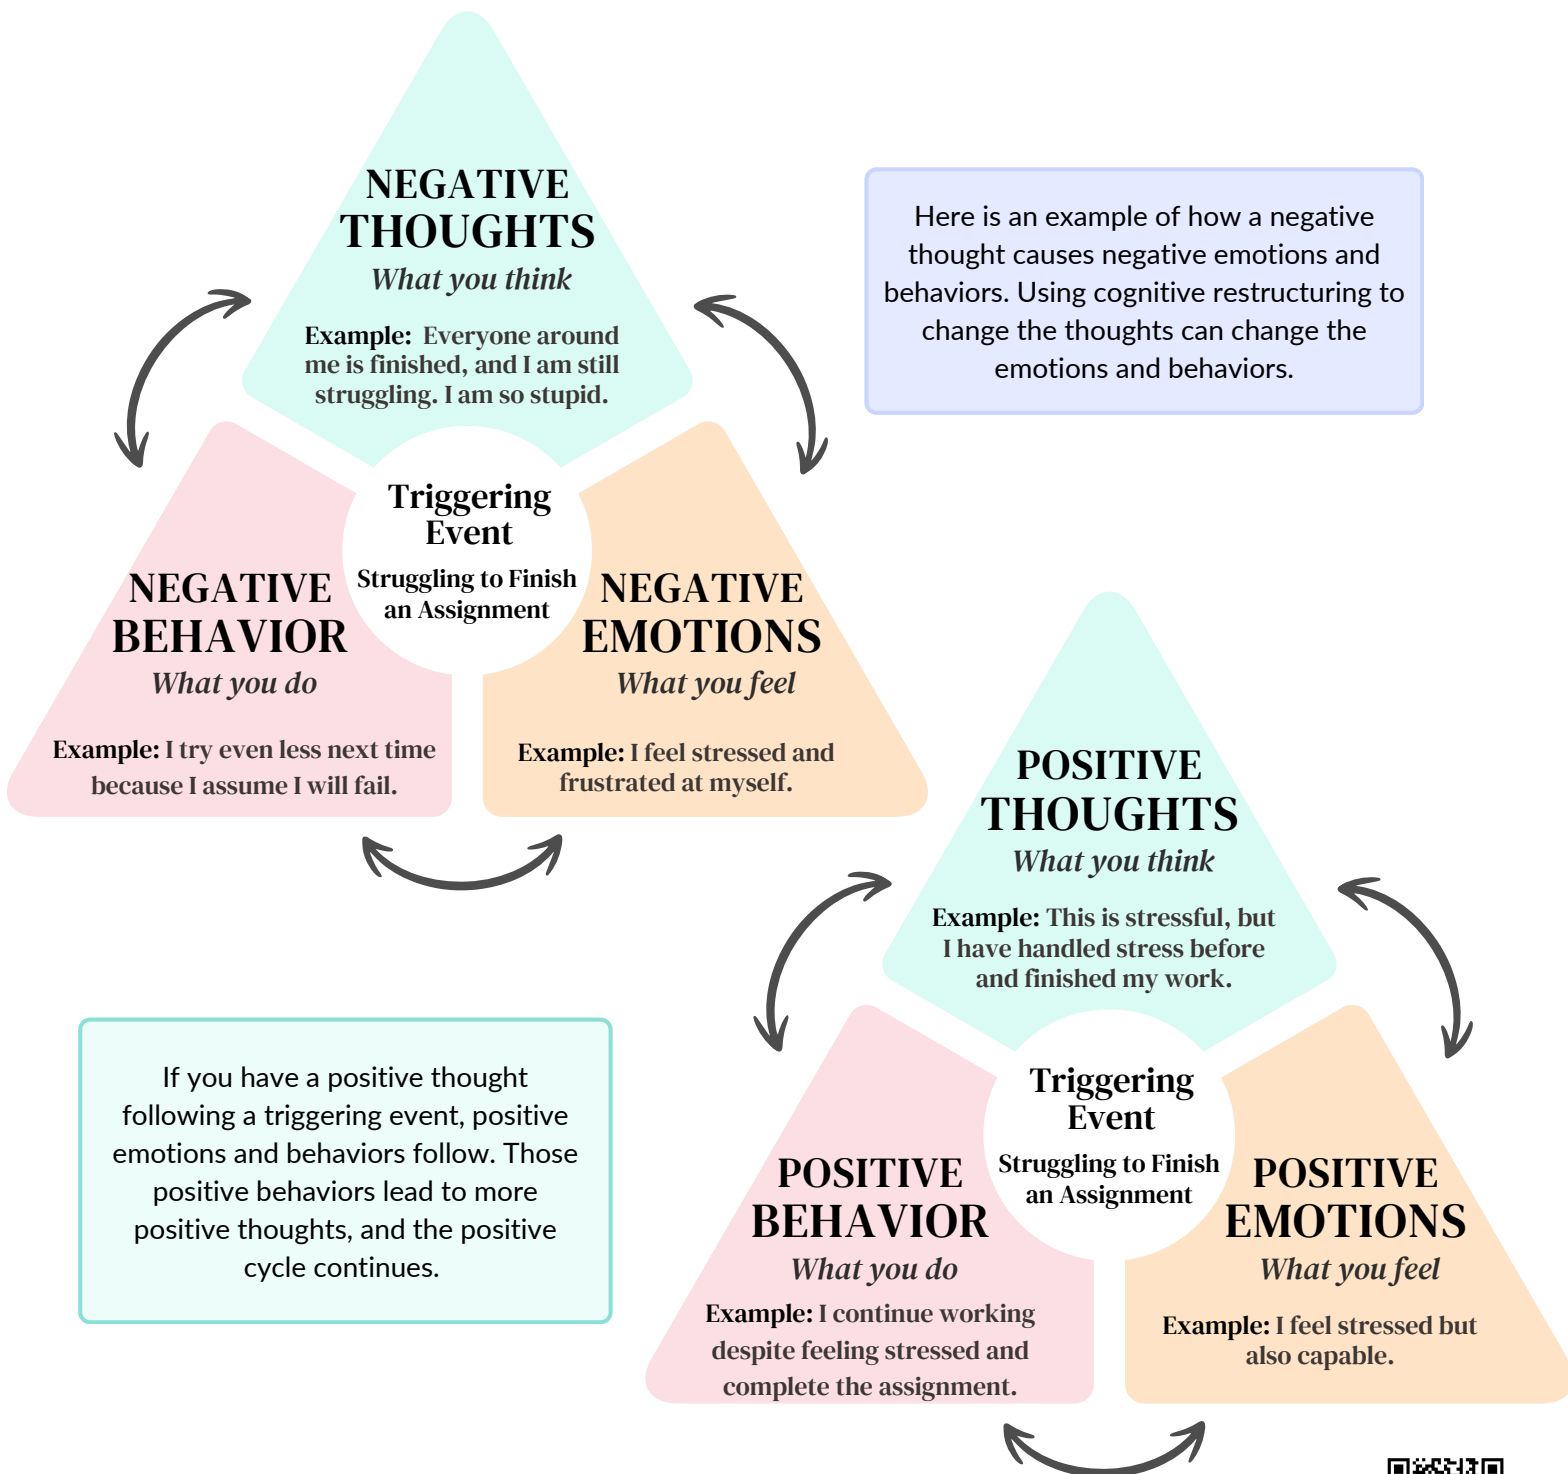 NEGATIVE
THOUGHTS
What you think
Example: Everyone around
me is finished, and I am still
struggling. I am so stupid.
Here is an example of how a negative
thought causes negative emotions and
behaviors. Using cognitive restructuring to
change the thoughts can change the
emotions and behaviors.
Triggering
Event
Struggling to Finish
an Assignment
NEGATIVE
BEHAVIOR
What you do
Example: I try even less next time
because I assume I will fail.
NEGATIVE
EMOTIONS
What you feel
Example: I feel stressed and
frustrated at myself.
POSITIVE
THOUGHTS
What you think
Example: This is stressful, but
I have handled stress before
and finished my work.
If you have a positive thought
following a triggering event, positive
emotions and behaviors follow. Those
positive behaviors lead to more
positive thoughts, and the positive
cycle continues.
Triggering
Event
Struggling to Finish
an Assignment
POSITIVE
BEHAVIOR
What you do
Example: I continue working
despite feeling stressed and
complete the assignment.
POSITIVE
EMOTIONS
What you feel
Example: I feel stressed but
also capable.